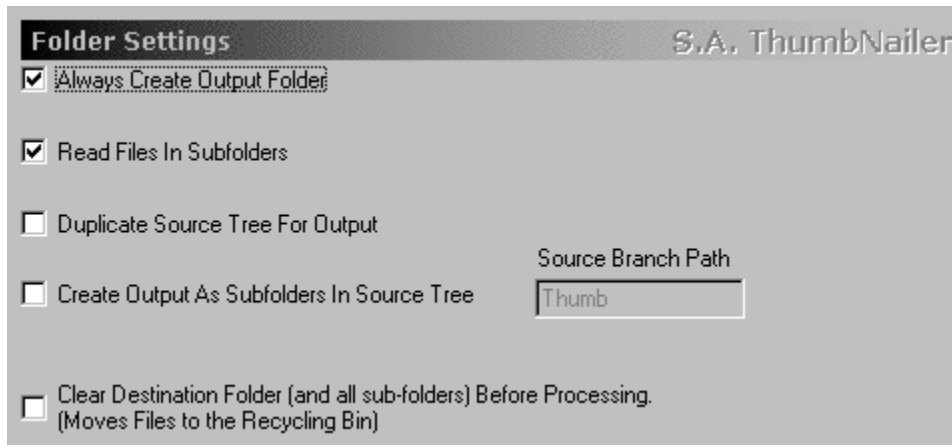 Folder Settings S.A. ThumbNailer
Always Create Output Folder
Read Files In Subfolders
Duplicate Source Tree For Output
Source Branch Path
Create Output As Subfolders In Source Tree Thumb
Clear Destination Folder (and all sub-folders) Before Processing.
(Moves Files to the Recycling Bin)